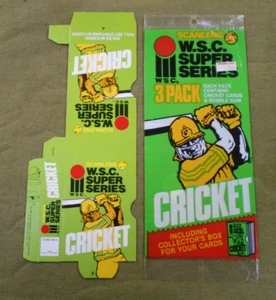 CRICKET
W.S.C.
SUPER
SERIES
SCANLENS
W.S.C.
SUPER
SERIES
CRICKET
SCANLENS
W.S.C.
SUPER
SERIES
W.S.C.
3 PACK
EACH PACK
CONTAINS
CRICKET CARDS
& BUBBLE GUM
CRICKET
INCLUDING
COLLECTOR'S BOX
FOR YOUR CARDS